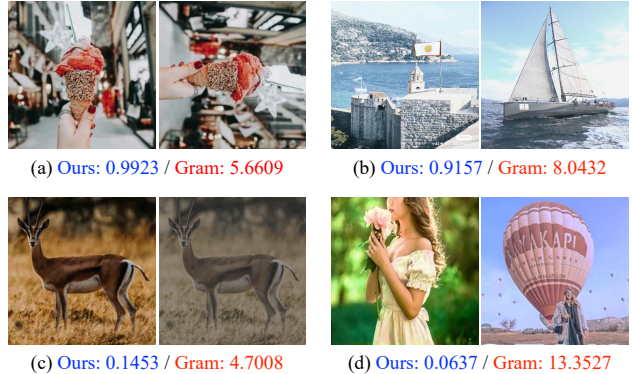 (a) Ours: 0.9923 / Gram: 5.6609
(b) Ours: 0.9157 / Gram: 8.0432
KAPI
(c) Ours: 0.1453 / Gram: 4.7008
(d) Ours: 0.0637 / Gram: 13.3527